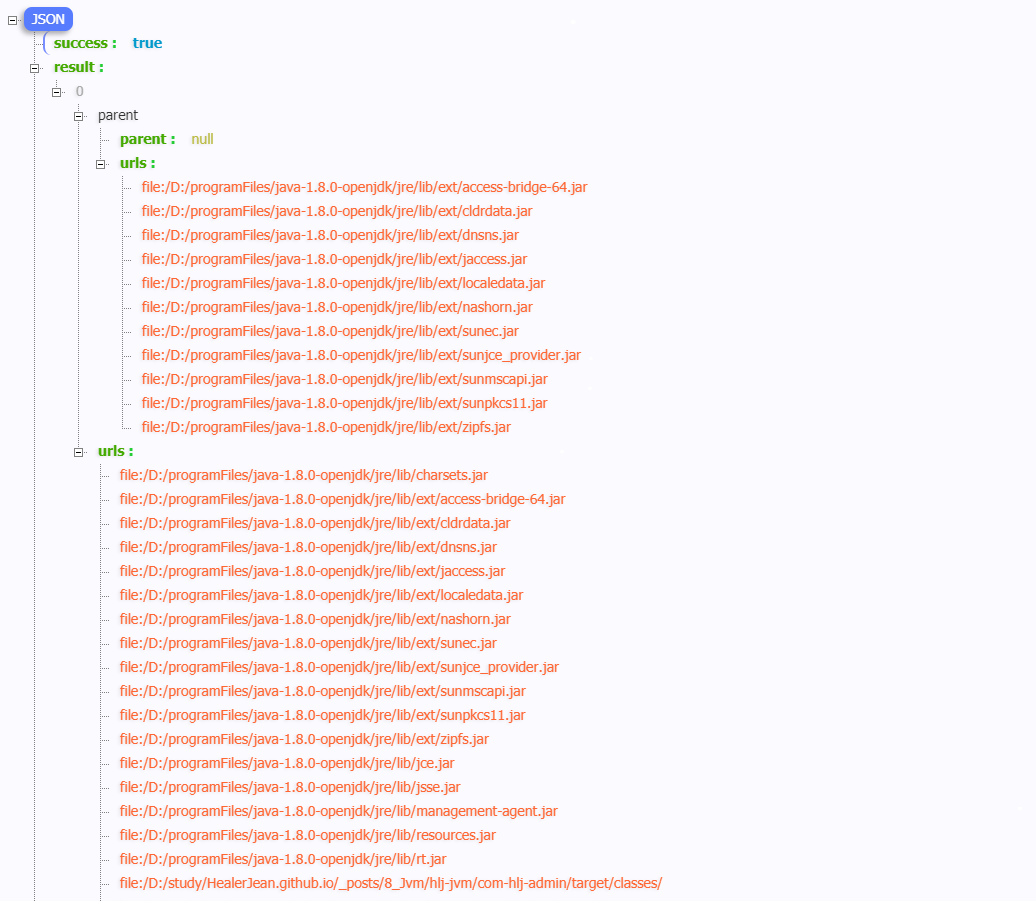 JSON
success : true
result :
0
parent
parent : null
urls :
file:/D:/programFiles/java-1.8.0-openjdk/jre/lib/ext/access-bridge-64.jar
file:/D:/programFiles/java-1.8.0-openjdk/jre/lib/ext/cldrdata.jar
file:/D:/programFiles/java-1.8.0-openjdk/jre/lib/ext/dnsns.jar
file:/D:/programFiles/java-1.8.0-openjdk/jre/lib/ext/jaccess.jar
file:/D:/programFiles/java-1.8.0-openjdk/jre/lib/ext/localedata.jar
file:/D:/programFiles/java-1.8.0-openjdk/jre/lib/ext/nashorn.jar
file:/D:/programFiles/java-1.8.0-openjdk/jre/lib/ext/sunec.jar
file:/D:/programFiles/java-1.8.0-openjdk/jre/lib/ext/sunjce_provider.jar
file:/D:/programFiles/java-1.8.0-openjdk/jre/lib/ext/sunmscapi.jar
file:/D:/programFiles/java-1.8.0-openjdk/jre/lib/ext/sunpkcs11.jar
file:/D:/programFiles/java-1.8.0-openjdk/jre/lib/ext/zipfs.jar
urls :
file:/D:/programFiles/java-1.8.0-openjdk/jre/lib/charsets.jar
file:/D:/programFiles/java-1.8.0-openjdk/jre/lib/ext/access-bridge-64.jar
file:/D:/programFiles/java-1.8.0-openjdk/jre/lib/ext/cldrdata.jar
file:/D:/programFiles/java-1.8.0-openjdk/jre/lib/ext/dnsns.jar
file:/D:/programFiles/java-1.8.0-openjdk/jre/lib/ext/jaccess.jar
file:/D:/programFiles/java-1.8.0-openjdk/jre/lib/ext/localedata.jar
file:/D:/programFiles/java-1.8.0-openjdk/jre/lib/ext/nashorn.jar
file:/D:/programFiles/java-1.8.0-openjdk/jre/lib/ext/sunec.jar
file:/D:/programFiles/java-1.8.0-openjdk/jre/lib/ext/sunjce_provider.jar
file:/D:/programFiles/java-1.8.0-openjdk/jre/lib/ext/sunmscapi.jar
file:/D:/programFiles/java-1.8.0-openjdk/jre/lib/ext/sunpkcs11.jar
file:/D:/programFiles/java-1.8.0-openjdk/jre/lib/ext/zipfs.jar
file:/D:/programFiles/java-1.8.0-openjdk/jre/lib/jce.jar
file:/D:/programFiles/java-1.8.0-openjdk/jre/lib/jsse.jar
file:/D:/programFiles/java-1.8.0-openjdk/jre/lib/management-agent.jar
file:/D:/programFiles/java-1.8.0-openjdk/jre/lib/resources.jar
file:/D:/programFiles/java-1.8.0-openjdk/jre/lib/rt.jar
file:/D:/study/HealerJean.github.io/_posts/8_Jvm/hlj-jvm/com-hlj-admin/target/classes/